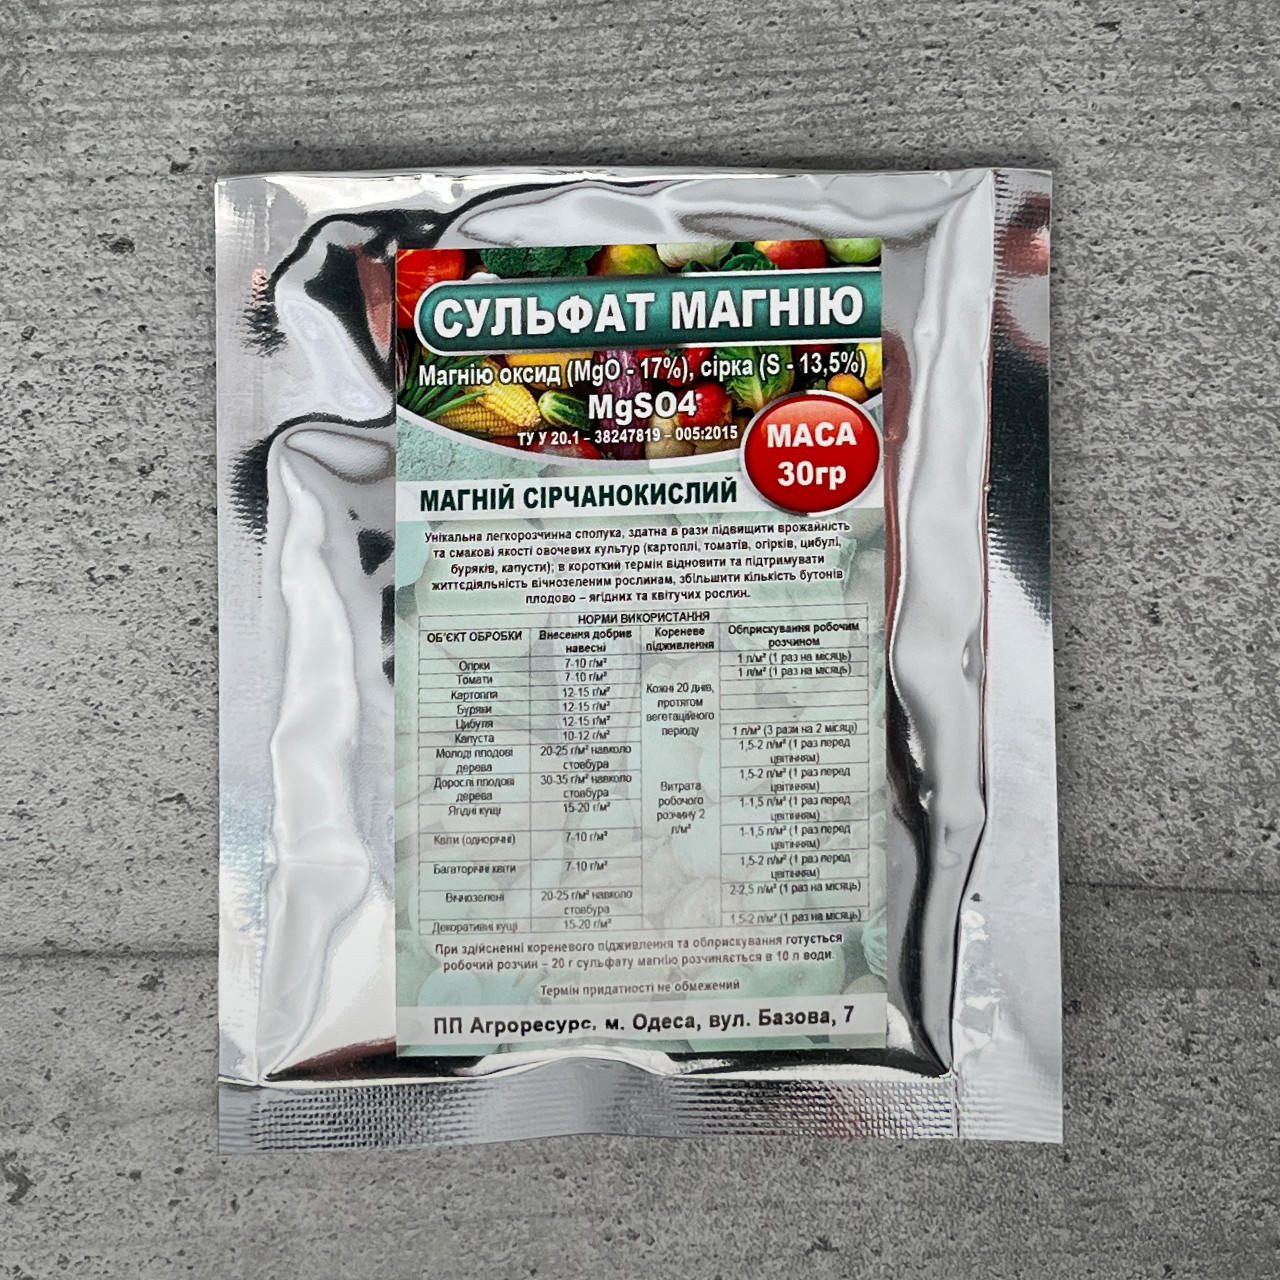 СУЛЬФАТ МАГНІЮ
Магнію оксид (MgO - 17%), сірка (S - 13,5%)
MgSO4
ТУ У 20.1 – 38247819 – 005:2015
МАСА
30гр
МАГНІЙ СІРЧАНОКИСЛИЙ
Унікальна легкорозчинна сполука, здатна в рази підвищити врожайність
та смакові якості овочевих культур (картоплі, томатів, огірків, цибулі,
буряків, капусти); в короткий термін відновити та підтримувати
життєдіяльність вічнозеленим рослинам, збільшити кількість бутонів
плодово – ягідних та квітучих рослин.
НОРМИ ВИКОРИСТАННЯ
ОБ'ЄКТ ОБРОБКИ Внесення добрив навесні Кореневе підживлення Обприскування робочим розчином
Огірки 7-10 г/м² 1 л/м² (1 раз на місяць)
Томати 7-10 г/м² 1 л/м² (1 раз на місяць)
Картопля 12-15 г/м² -
Буряки 12-15 г/м² -
Цибуля 12-15 г/м² -
Капуста 10-12 г/м² 1 л/м² (3 рази на 2 місяці)
Кожні 20 днів,
протягом
вегетаційного
періоду
Молоді плодові дерева 20-25 г/м² навколо стовбура 1,5-2 л/м² (1 раз перед цвітінням)
Дорослі плодові дерева 30-35 г/м² навколо стовбура 1,5-2 л/м² (1 раз перед цвітінням)
Ягідні кущі 15-20 г/м² 1-1,5 л/м² (1 раз перед цвітінням)
Квіти (однорічні) 7-10 г/м² 1-1,5 л/м² (1 раз перед цвітінням)
Багаторічні квіти 7-10 г/м² 1,5-2 л/м² (1 раз перед цвітінням)
Вічнозелені 20-25 г/м² навколо стовбура 2-2,5 л/м² (1 раз на місяць)
Декоративні кущі 15-20 г/м² 1,5-2 л/м² (1 раз на місяць)
Витрата
робочого
розчину 2
л/м²
При здійсненні кореневого підживлення та обприскування готується
робочий розчин – 20 г сульфату магнію розчиняється в 10 л води.
Термін придатності не обмежений
ПП Агроресурс, м. Одеса, вул. Базова, 7